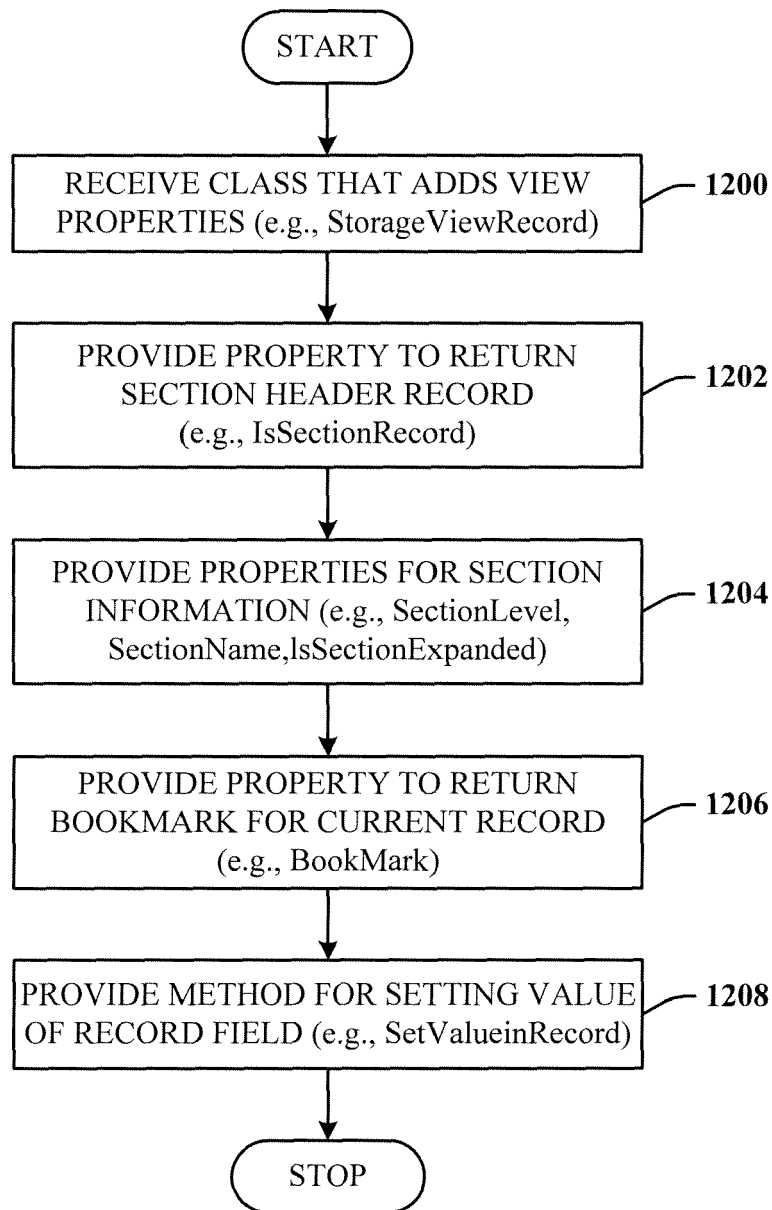 START
RECEIVE CLASS THAT ADDS VIEW
PROPERTIES (e.g., StorageViewRecord)
1200
PROVIDE PROPERTY TO RETURN
SECTION HEADER RECORD
(e.g., IsSectionRecord)
1202
PROVIDE PROPERTIES FOR SECTION
INFORMATION (e.g., SectionLevel,
SectionName,lsSectionExpanded)
1204
PROVIDE PROPERTY TO RETURN
BOOKMARK FOR CURRENT RECORD
(e.g., BookMark)
1206
PROVIDE METHOD FOR SETTING VALUE
OF RECORD FIELD (e.g., SetValueinRecord)
1208
STOP